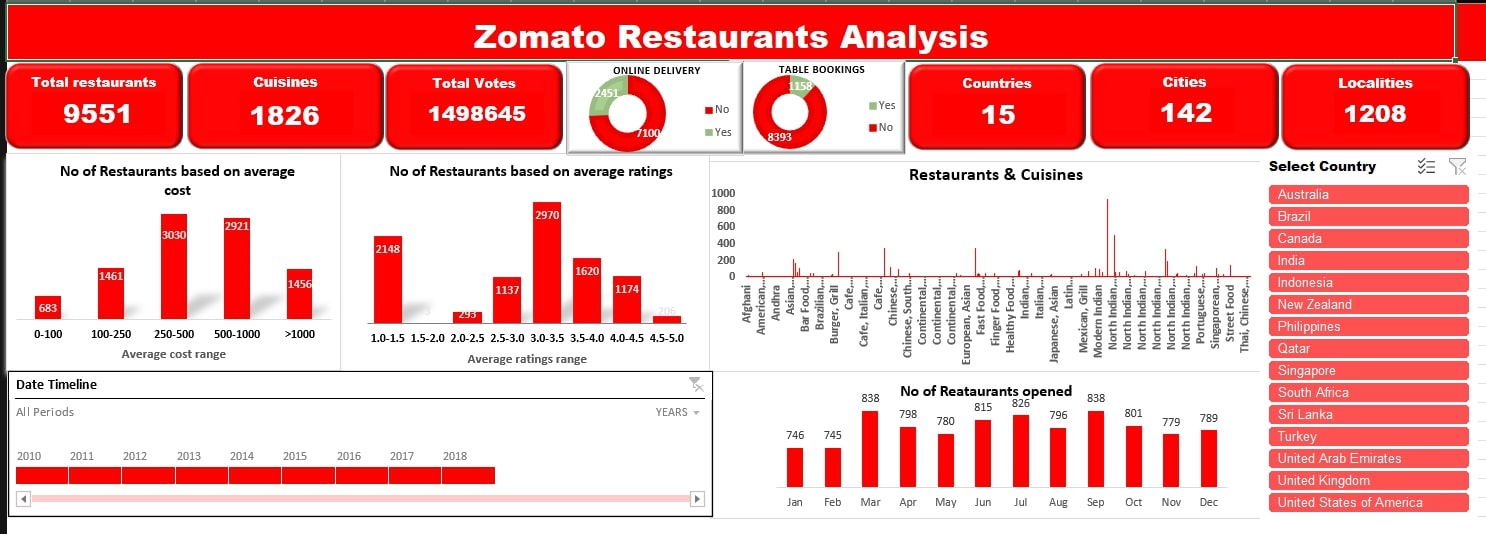 Zomato Restaurants Analysis
Total restaurants
9551
Cuisines
1826
Total Votes
1498645
ONLINE DELIVERY
2451
7100
No
Yes
TABLE BOOKINGS
1158
8393
Yes
No
Countries
15
Cities
142
Localities
1208
No of Restaurants based on average
cost
683
1461
3030
2921
1456
0-100 100-250 250-500 500-1000 >1000
Average cost range
No of Restaurants based on average ratings
2148
3
293
1137
2970
1620
1174
206
1.0-1.5 1.5-2.0 2.0-2.5 2.5-3.0 3.0-3.5 3.5-4.0 4.0-4.5 4.5-5.0
Average ratings range
Restaurants & Cuisines
1000
800
600
400
200
0
Afghani
American,...
Andhra
Asian,...
Bar Food,...
Brazilian,...
Burger, Grill
Cafe,...
Cafe, Italian,...
Cafe,...
Chinese,...
Chinese, South...
Continental,...
Continental,...
Continental,...
European, Asian
Fast Food,...
Finger Food,...
Healthy Food,...
Indian,...
Italian,...
Japanese, Asian
Latin...
Mexican, Grill
Modern Indian
North Indian,...
North Indian,...
North Indian,...
North Indian,...
North Indian,...
North Indian,...
Portuguese,...
Singaporean,...
Street Food
Thai, Chinese,...
Select Country
Australia
Brazil
Canada
India
Indonesia
New Zealand
Philippines
Qatar
Singapore
South Africa
Sri Lanka
Turkey
United Arab Emirates
United Kingdom
United States of America
Date Timeline
All Periods
YEARS
2010 2011 2012 2013 2014 2015 2016 2017 2018
No of Reataurants opened
746 745 838 798 780 815 826 796 838 801 779 789
Jan Feb Mar Apr May Jun Jul Aug Sep Oct Nov Dec